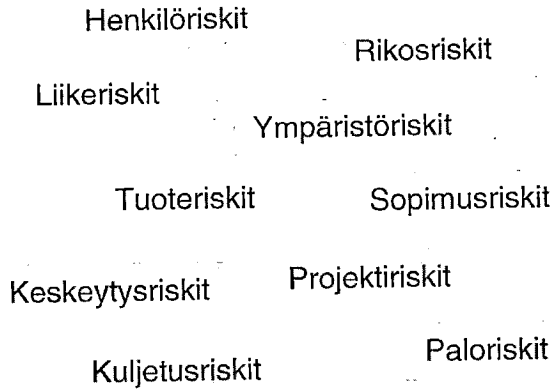 Henkilöriskit
Rikosriskit
Liikeriskit
Ympäristöriskit
Tuoteriskit
Sopimusriskit
Projektiriskit
Keskeytysriskit
Paloriskit
Kuljetusriskit